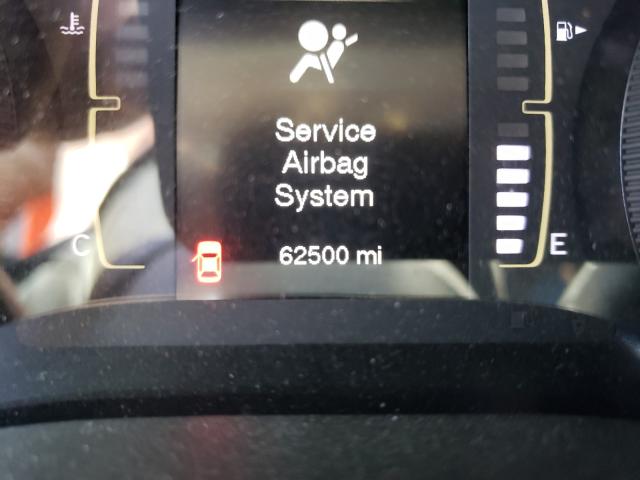 Service
Airbag
System
62500 mi
C
E